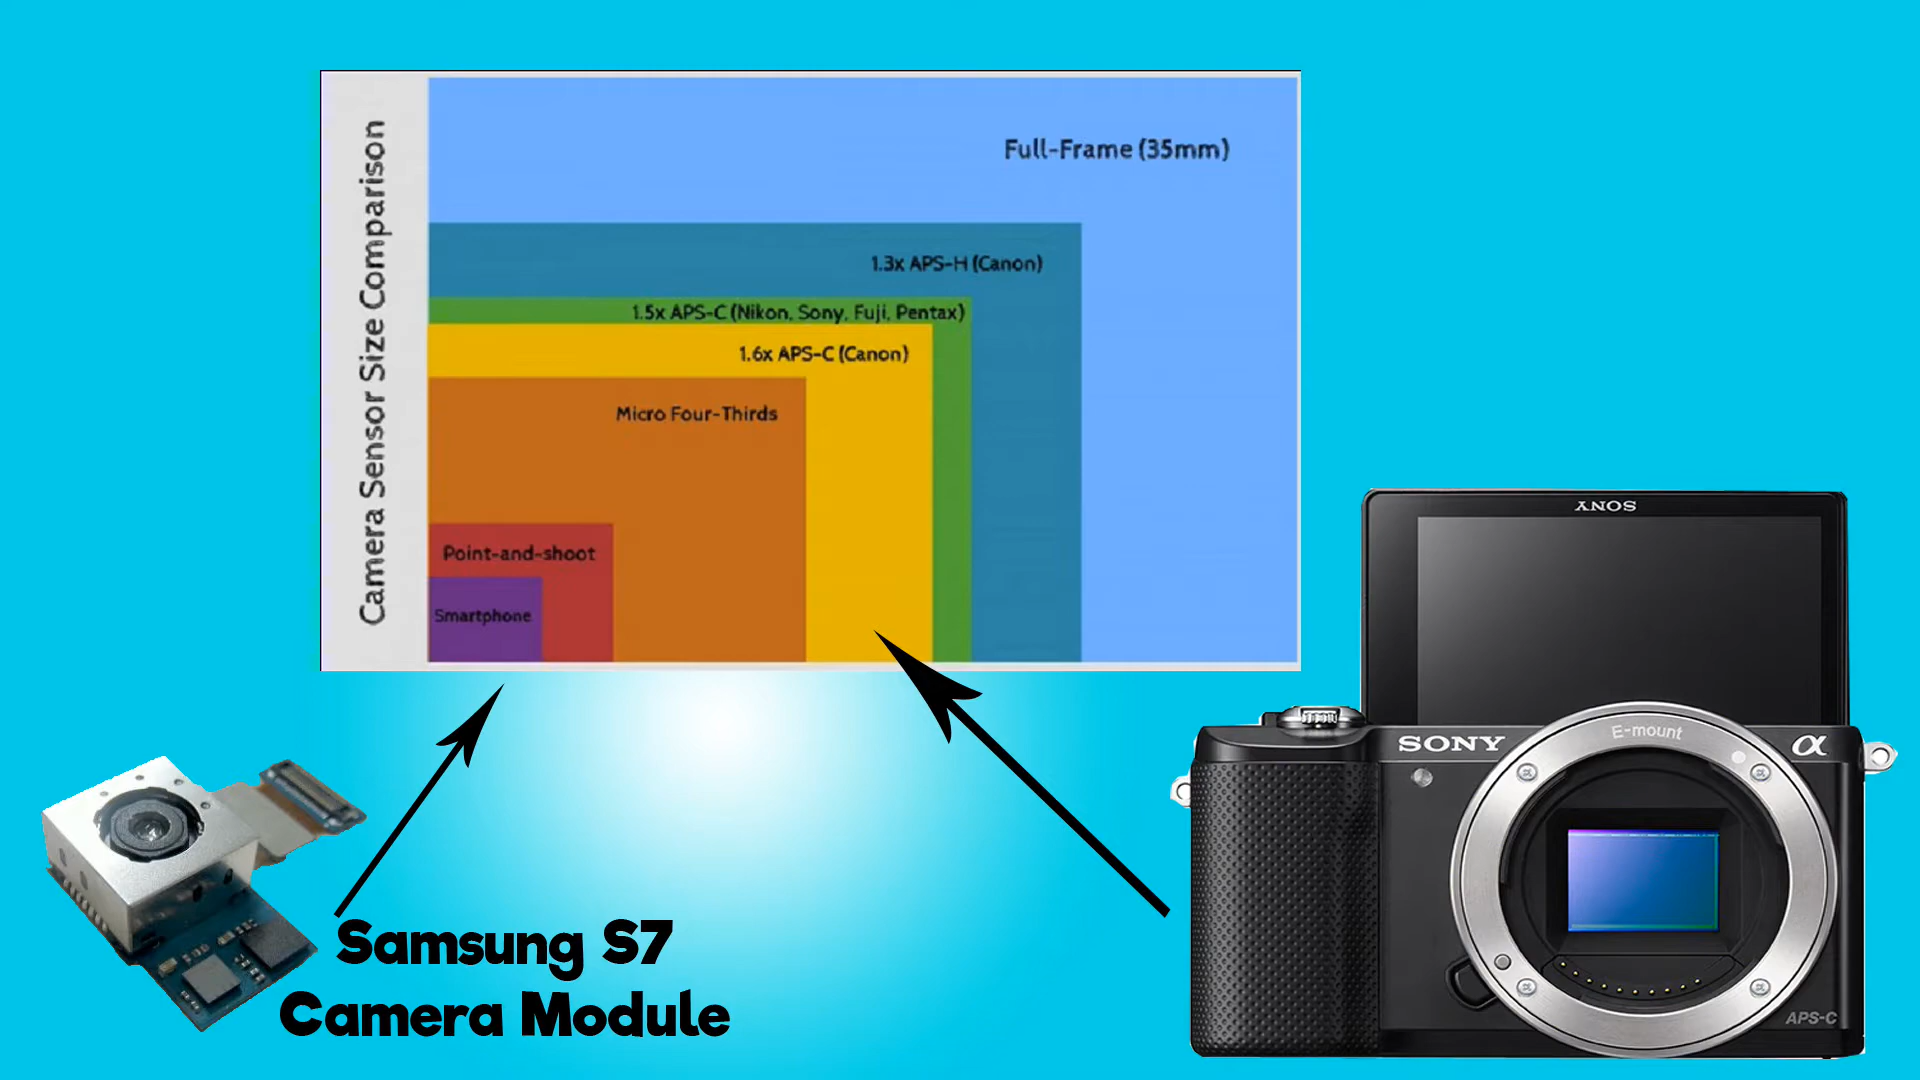 Camera Sensor Size Comparison
Full-Frame (35mm)
1.3x APS-H (Canon)
1.5x APS-C (Nikon, Sony, Fuji, Pentax)
1.6x APS-C (Canon)
Micro Four-Thirds
Point-and-shoot
Smartphone
SONY
SONY
E-mount
α
APS-C
Samsung S7
Camera Module